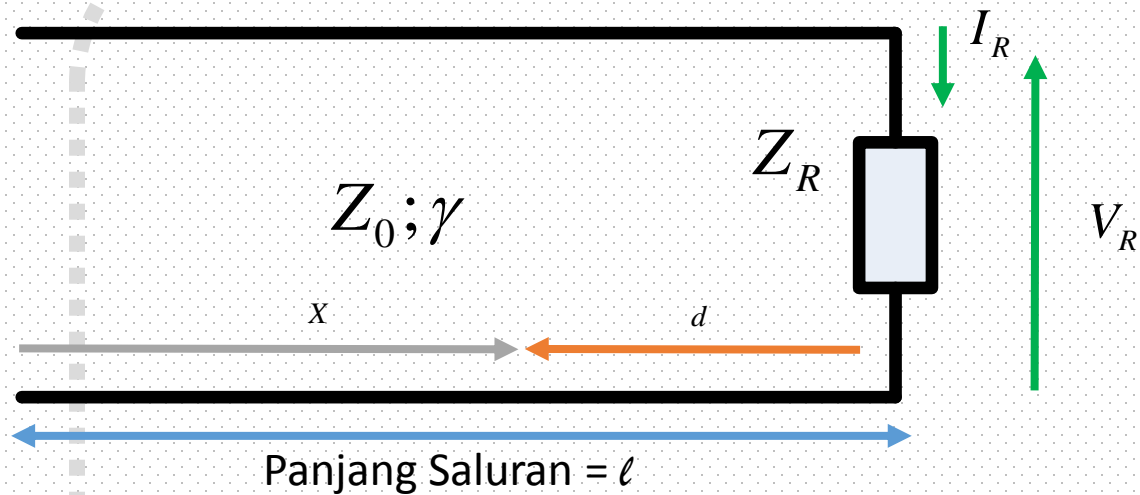 I_R
Z_R
Z_0 ; γ
V_R
X
d
Panjang Saluran = ℓ